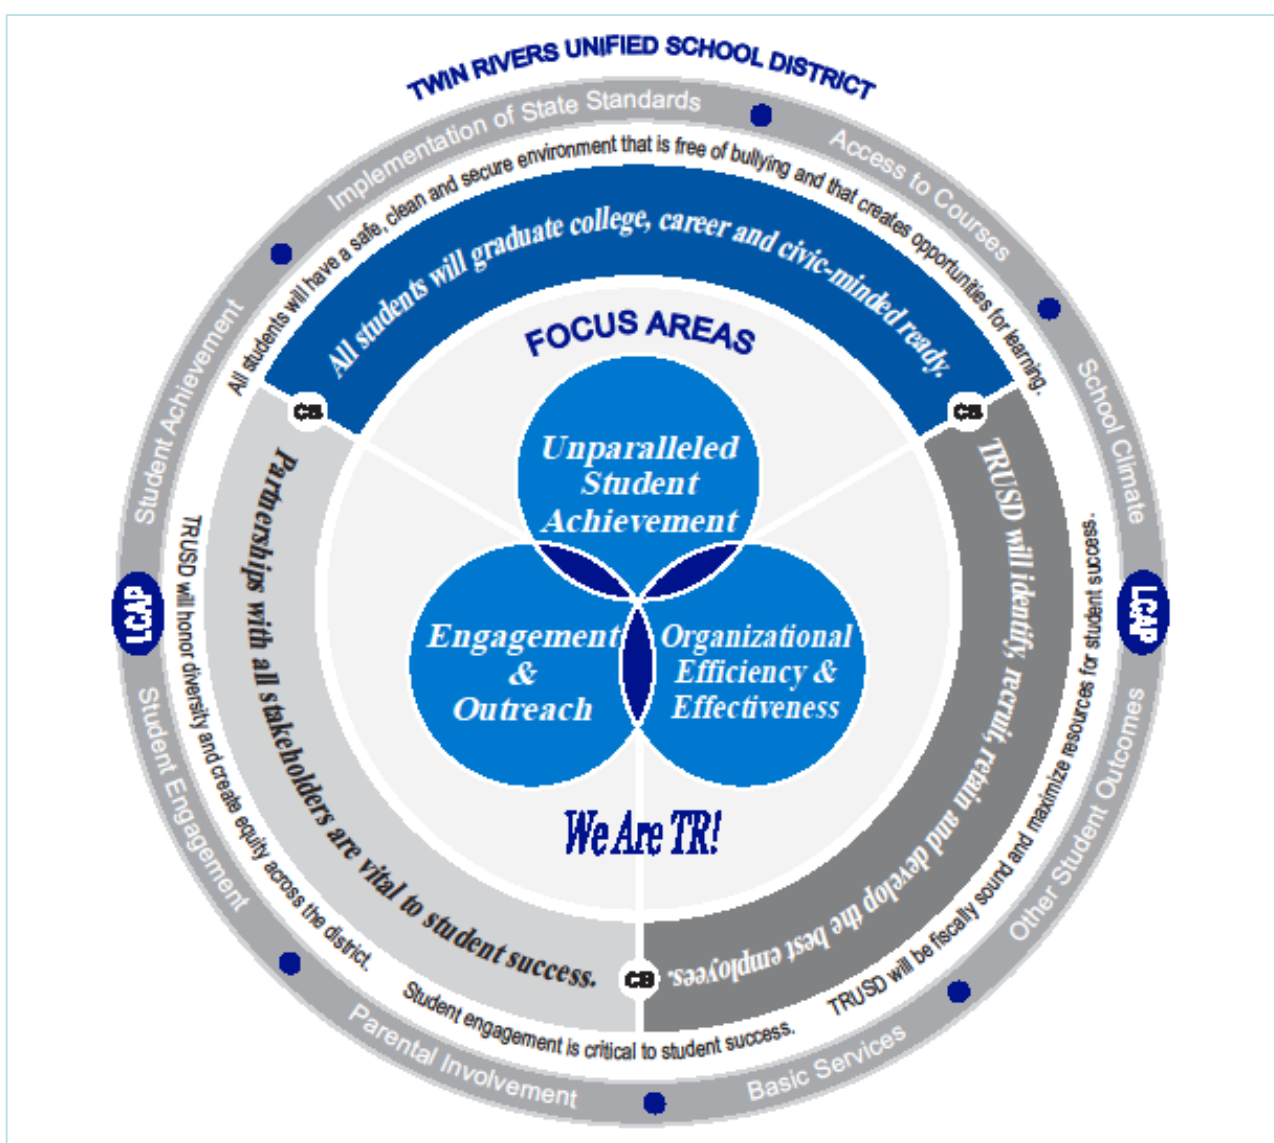 TWIN RIVERS UNIFIED SCHOOL DISTRICT
Implementation of State Standards
Access to Courses
School Climate
LCAP
Other Student Outcomes
Basic Services
Parental Involvement
Student Engagement
LCAP
Student Achievement
All students will have a safe, clean and secure environment that is free of bullying and that creates opportunities for learning.
TRUSD will be fiscally sound and maximize resources for student success.
Student engagement is critical to student success.
TRUSD will honor diversity and create equity across the district.
All students will graduate college, career and civic-minded ready.
CB
TRUSD will identify, recruit, retain and develop the best employees.
CB
Partnerships with all stakeholders are vital to student success.
CB
FOCUS AREAS
Unparalleled
Student
Achievement
Engagement
&
Outreach
Organizational
Efficiency &
Effectiveness
We Are TR!